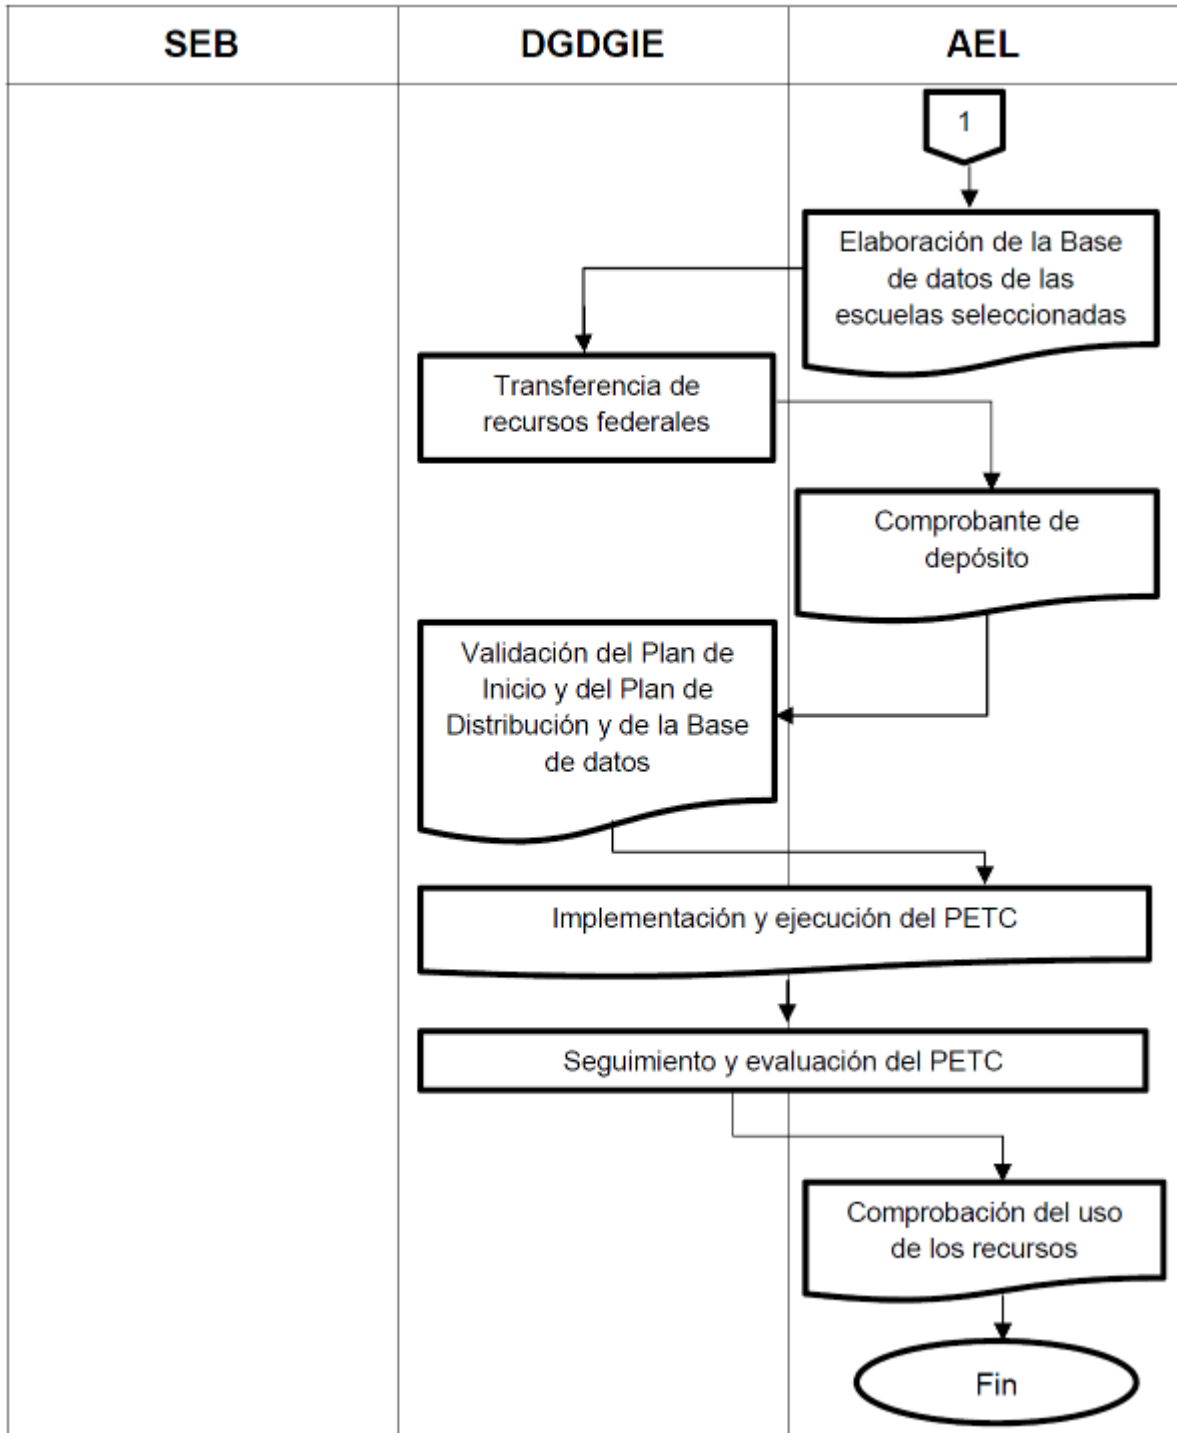 SEB
DGDGIE
AEL
1
Elaboración de la Base
de datos de las
escuelas seleccionadas
Transferencia de
recursos federales
Comprobante de
depósito
Validación del Plan de
Inicio y del Plan de
Distribución y de la Base
de datos
Implementación y ejecución del PETC
Seguimiento y evaluación del PETC
Comprobación del uso
de los recursos
Fin